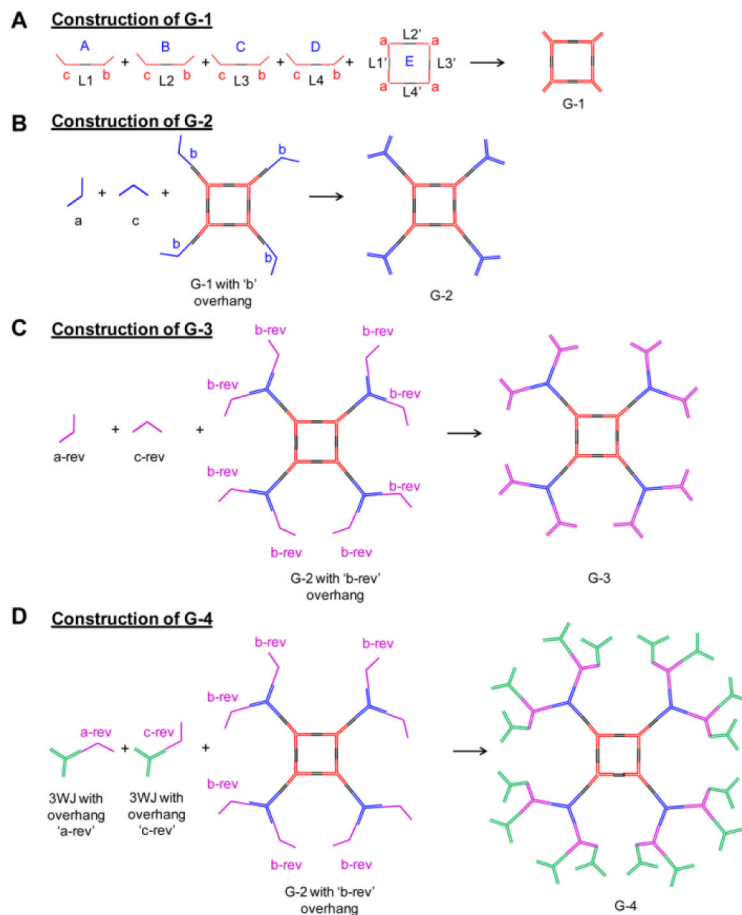 A Construction of G-1
A B C D L2'
a a
+ + + + L1' E L3'
c b c b c b c b
L1 L2 L3 L4 a a
L4'
G-1
B Construction of G-2
b b
+ +
a c
b b
G-1 with 'b'
overhang
G-2
C Construction of G-3
b-rev b-rev
b-rev b-rev
+ +
a-rev c-rev
b-rev b-rev
b-rev b-rev
G-2 with 'b-rev'
overhang
G-3
D Construction of G-4
b-rev b-rev
b-rev
a-rev c-rev
+ +
b-rev
3WJ with 3WJ with
overhang overhang
'a-rev' 'c-rev'
b-rev b-rev
G-2 with 'b-rev'
overhang
G-4